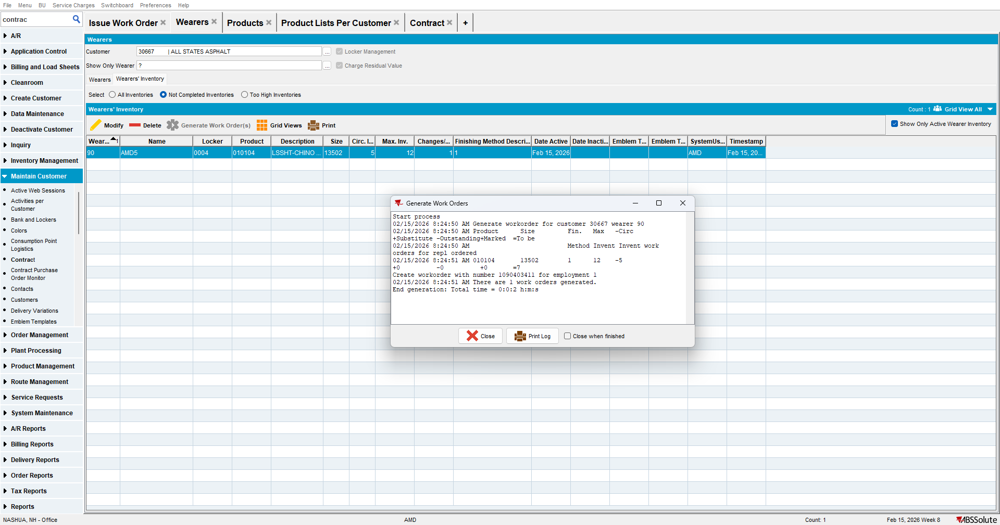 File Menu BU Service Charges Switchboard Preferences Help
contrac
Issue Work Order Wearers Products Product Lists Per Customer Contract +
A/R
Application Control
Billing and Load Sheets
Cleanroom
Create Customer
Data Maintenance
Deactivate Customer
Inquiry
Inventory Management
Maintain Customer
Active Web Sessions
Activities per
Customer
Bank and Lockers
Colors
Consumption Point
Logistics
Contract
Contract Purchase
Order Monitor
Contacts
Customers
Delivery Variations
Emblem Templates
Order Management
Plant Processing
Product Management
Route Management
Service Requests
System Maintenance
A/R Reports
Billing Reports
Delivery Reports
Order Reports
Tax Reports
Reports
Wearers
Customer 30667 | ALL STATES ASPHALT ... Locker Management
Show Only Wearer ? ... Charge Residual Value
Wearers Wearers' Inventory
Select All Inventories Not Completed Inventories Too High Inventories
Wearers' Inventory Count : 1 Grid View All
Modify Delete Generate Work Order(s) Grid Views Print Show Only Active Wearer Inventory
Wear... 1 Name Locker Product Description Size Circ. I... Max. Inv. Changes/... Finishing Method Descri... Date Active Date Inacti... Emblem T... Emblem T... SystemUs... Timestamp
90 AMD5 0004 010104 LSSHT-CHINO ... 13502 5 12 1 1 Feb 15, 2026 AMD Feb 15, 20...
Generate Work Orders
Start process
02/15/2026 8:24:50 AM Generate workorder for customer 30667 wearer 90
02/15/2026 8:24:50 AM Product Size Fin. Max -Circ
+Substitute -Outstanding+Marked =To be
02/15/2026 8:24:50 AM Method Invent Invent work
orders for repl ordered
02/15/2026 8:24:51 AM 010104 13502 1 12 -5
+0 -0 +0 =7
Create workorder with number 1090403411 for employment 1
02/15/2026 8:24:51 AM There are 1 work orders generated.
End generation: Total time = 0:0:2 h:m:s
Close Print Log Close when finished
NASHUA, NH - Office AMD Count: 1 Feb 15, 2026 Week 8 ABSSolute